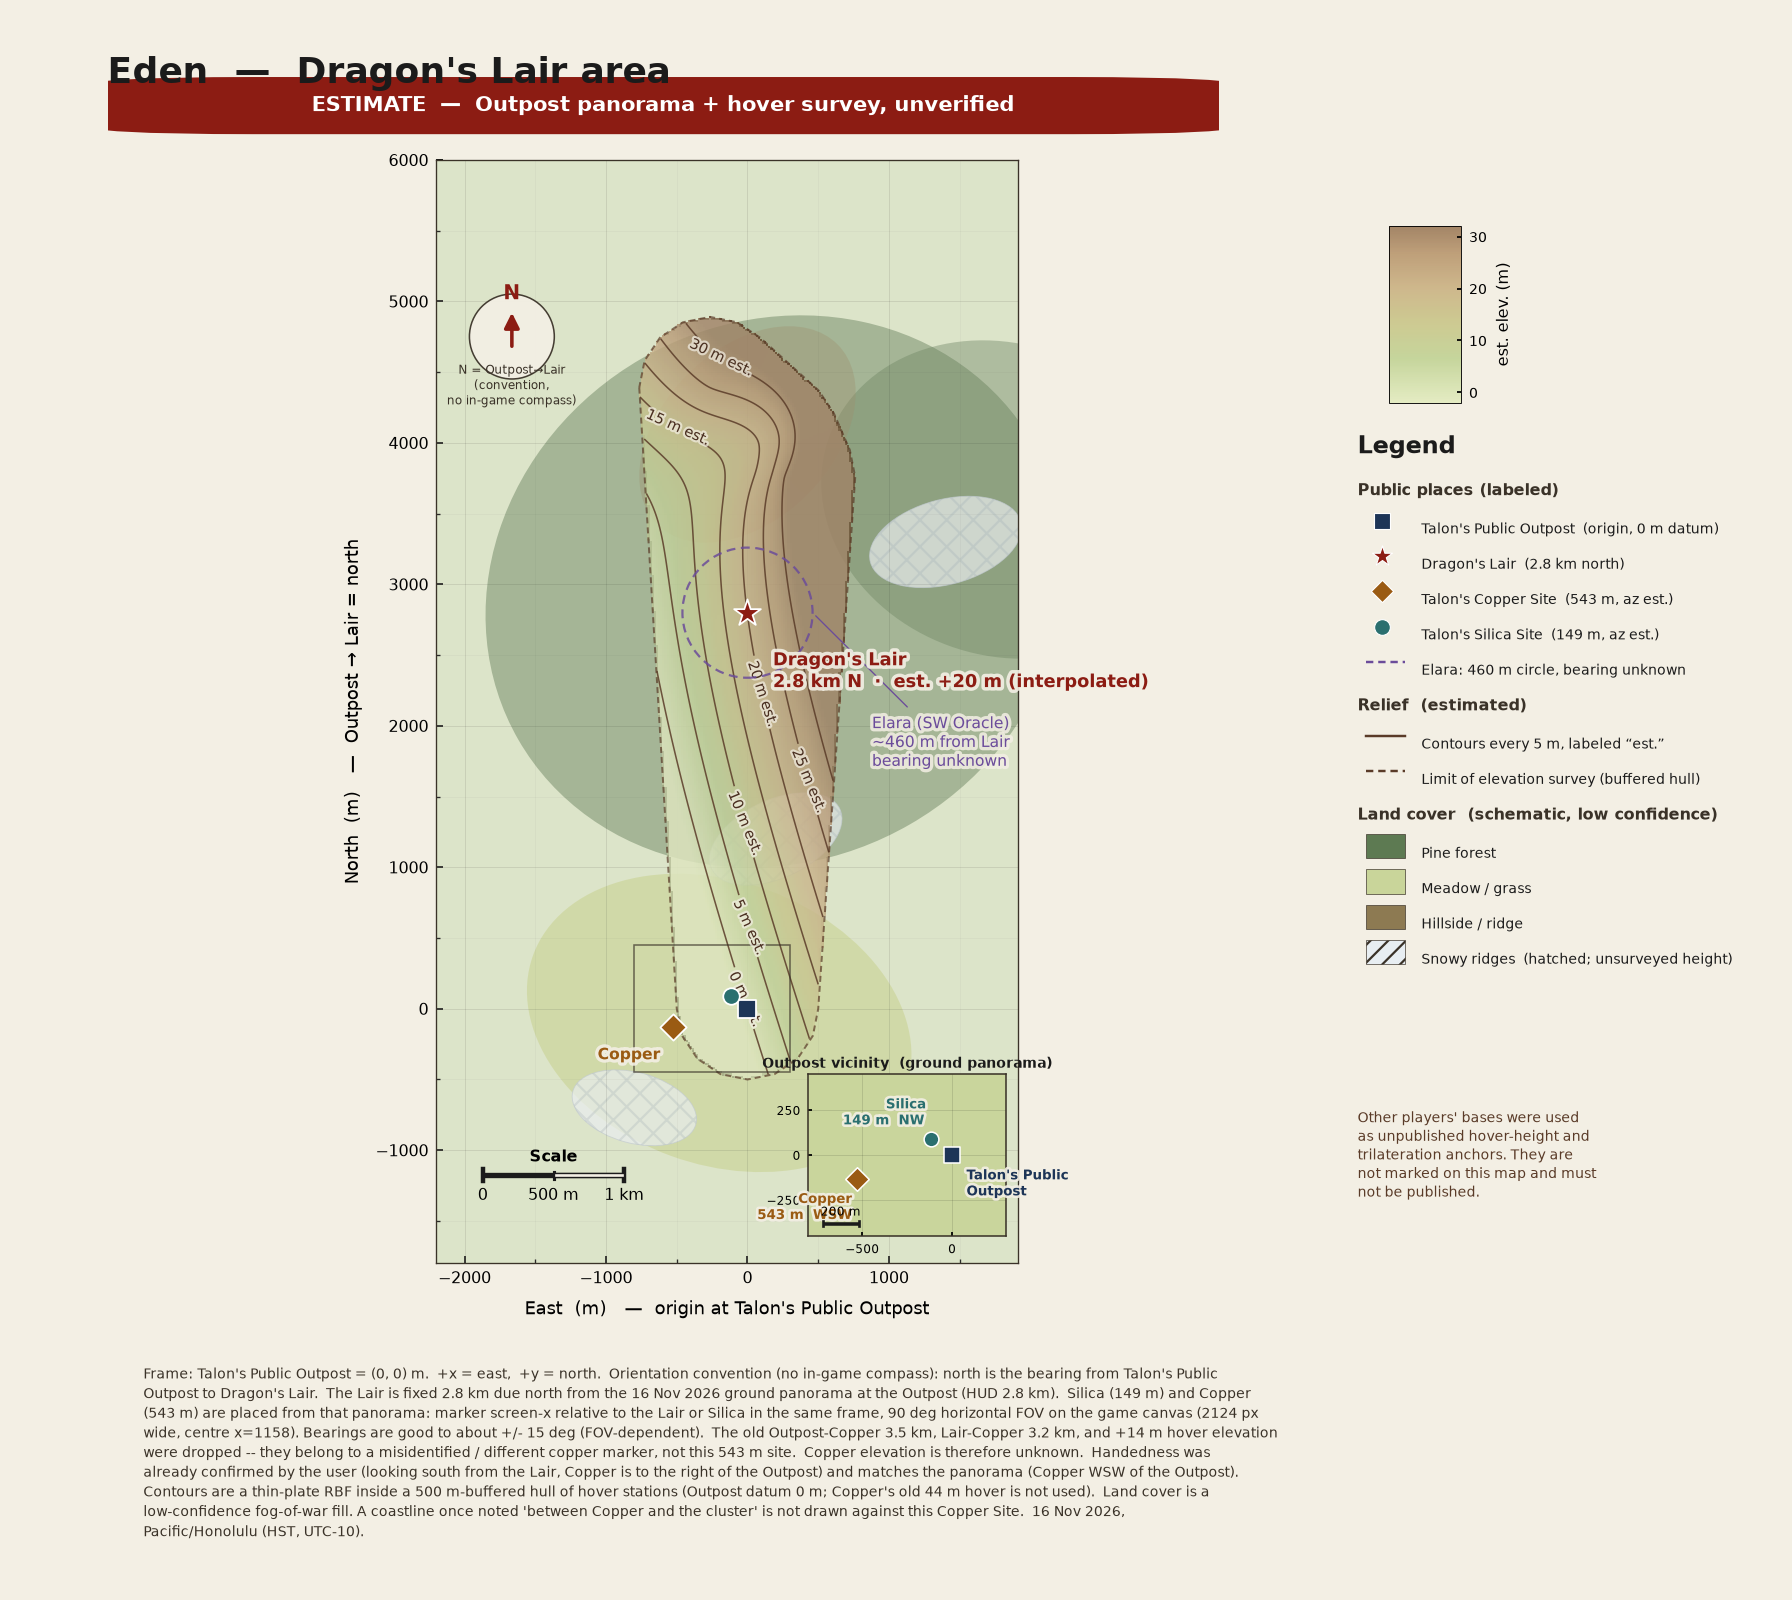 Eden — Dragon's Lair area
ESTIMATE — Outpost panorama + hover survey, unverified
6000
5000
4000
3000
2000
1000
0
−1000
North (m) — Outpost → Lair = north
N
N = Outpost→Lair
(convention,
no in-game compass)
30 m est.
15 m est.
20 m est.
25 m est.
10 m est.
5 m est.
0 m est.
Dragon's Lair
2.8 km N · est. +20 m (interpolated)
Elara (SW Oracle)
~460 m from Lair
bearing unknown
Copper
Scale
0 500 m 1 km
Outpost vicinity (ground panorama)
250
0
−250
Silica
149 m NW
Talon's Public
Outpost
Copper
543 m WSW
200 m
−500 0
−2000 −1000 0 1000
East (m) — origin at Talon's Public Outpost
30
20
10
0
est. elev. (m)
Legend
Public places (labeled)
Talon's Public Outpost (origin, 0 m datum)
Dragon's Lair (2.8 km north)
Talon's Copper Site (543 m, az est.)
Talon's Silica Site (149 m, az est.)
Elara: 460 m circle, bearing unknown
Relief (estimated)
Contours every 5 m, labeled “est.”
Limit of elevation survey (buffered hull)
Land cover (schematic, low confidence)
Pine forest
Meadow / grass
Hillside / ridge
Snowy ridges (hatched; unsurveyed height)
Other players' bases were used
as unpublished hover-height and
trilateration anchors. They are
not marked on this map and must
not be published.
Frame: Talon's Public Outpost = (0, 0) m. +x = east, +y = north. Orientation convention (no in-game compass): north is the bearing from Talon's Public
Outpost to Dragon's Lair. The Lair is fixed 2.8 km due north from the 16 Nov 2026 ground panorama at the Outpost (HUD 2.8 km). Silica (149 m) and Copper
(543 m) are placed from that panorama: marker screen-x relative to the Lair or Silica in the same frame, 90 deg horizontal FOV on the game canvas (2124 px
wide, centre x=1158). Bearings are good to about +/- 15 deg (FOV-dependent). The old Outpost-Copper 3.5 km, Lair-Copper 3.2 km, and +14 m hover elevation
were dropped -- they belong to a misidentified / different copper marker, not this 543 m site. Copper elevation is therefore unknown. Handedness was
already confirmed by the user (looking south from the Lair, Copper is to the right of the Outpost) and matches the panorama (Copper WSW of the Outpost).
Contours are a thin-plate RBF inside a 500 m-buffered hull of hover stations (Outpost datum 0 m; Copper's old 44 m hover is not used). Land cover is a
low-confidence fog-of-war fill. A coastline once noted 'between Copper and the cluster' is not drawn against this Copper Site. 16 Nov 2026,
Pacific/Honolulu (HST, UTC-10).